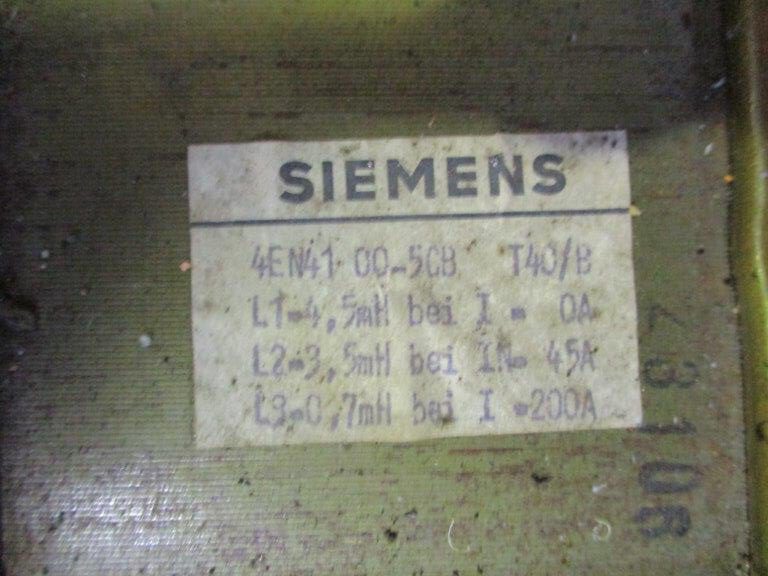 SIEMENS
4EN41 00-5CB T40/B
L1=4,5mH bei I = 0A
L2=3,5mH bei IN= 45A
L3=0,7mH bei I =200A